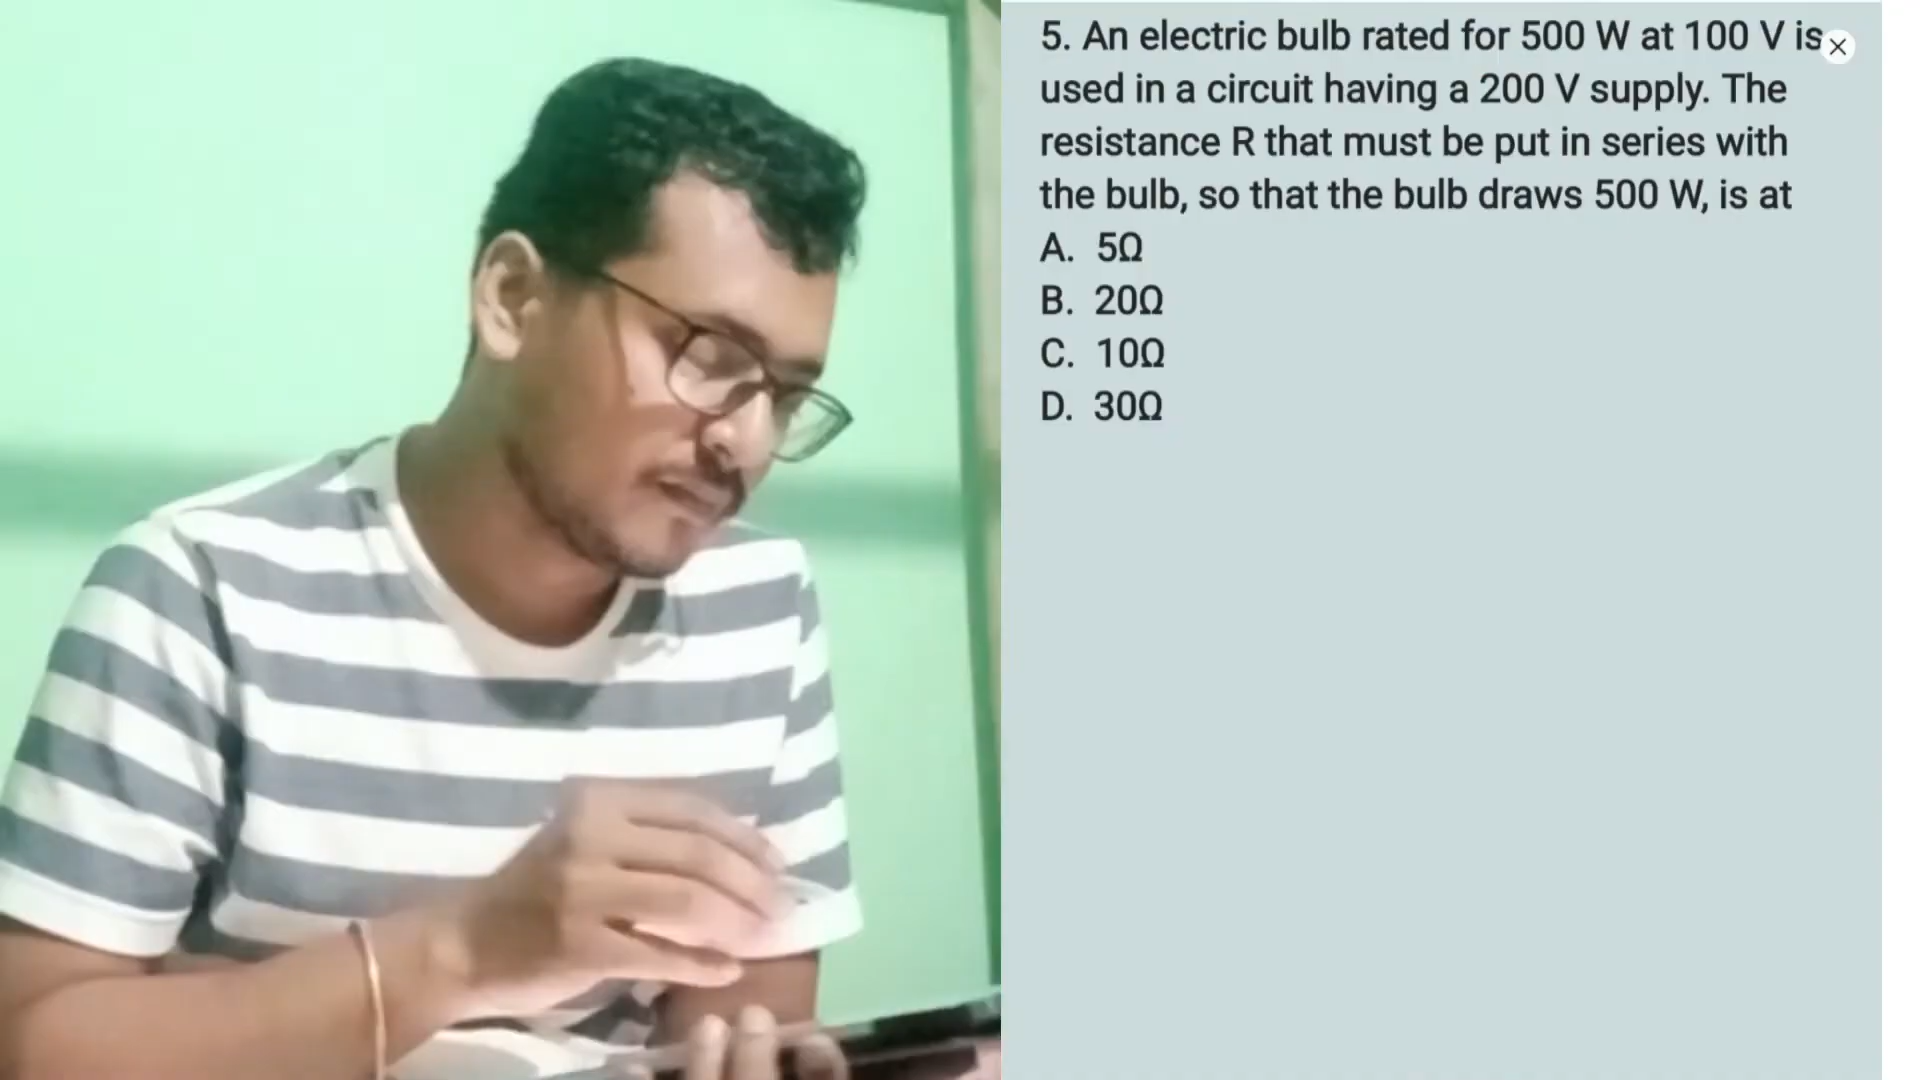 5. An electric bulb rated for 500 W at 100 V is
used in a circuit having a 200 V supply. The
resistance R that must be put in series with
the bulb, so that the bulb draws 500 W, is at
A. 5Ω
B. 20Ω
C. 10Ω
D. 30Ω